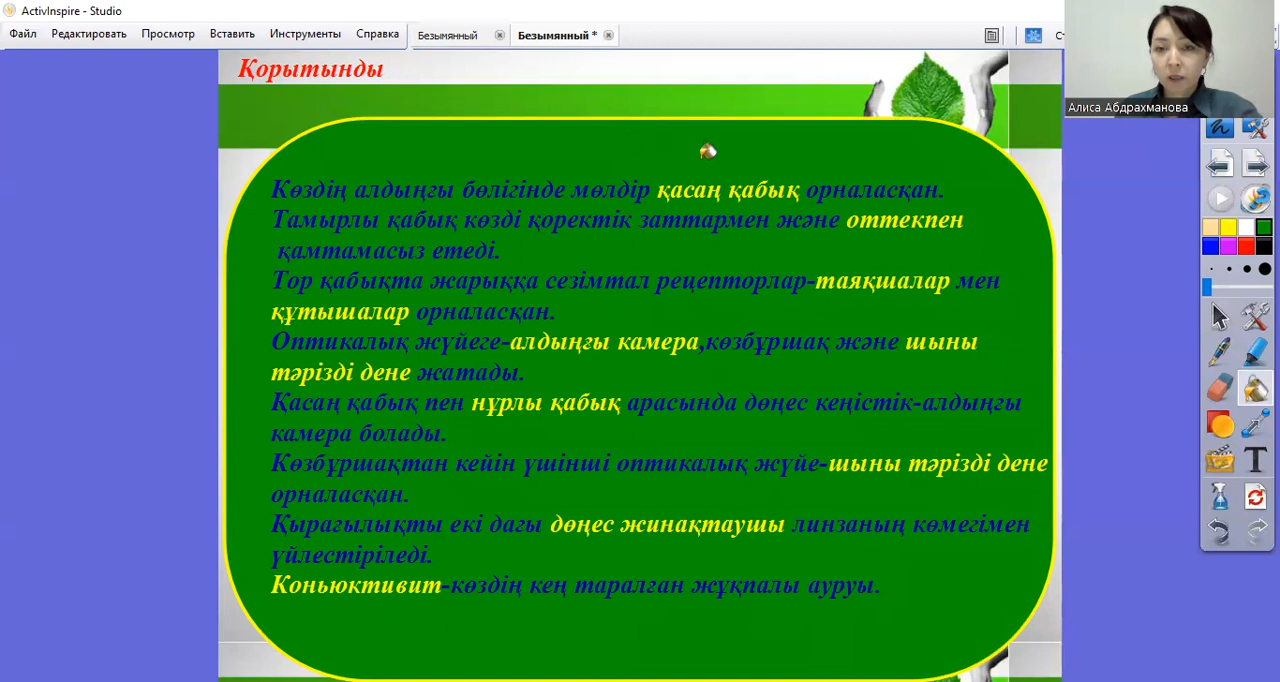 ActivInspire - Studio
Файл Редактировать Просмотр Вставить Инструменты Справка Безымянный Безымянный *
Алиса Абдрахманова
Қорытынды
Көздің алдыңғы бөлігінде мөлдір қасаң қабық орналасқан.
Тамырлы қабық көзді қоректік заттармен және оттекпен
қамтамасыз етеді.
Тор қабықта жарыққа сезімтал рецепторлар-таяқшалар мен
құтышалар орналасқан.
Оптикалық жүйеге-алдыңғы камера,көзбұршақ және шыны
тәрізді дене жатады.
Қасаң қабық пен нұрлы қабық арасында дөңес кеңістік-алдыңғы
камера болады.
Көзбұршақтан кейін үшінші оптикалық жүйе-шыны тәрізді дене
орналасқан.
Қырағылықты екі дағы дөңес жинақтаушы линзаның көмегімен
үйлестіріледі.
Коньюктивит-көздің кең таралған жұқпалы ауруы.